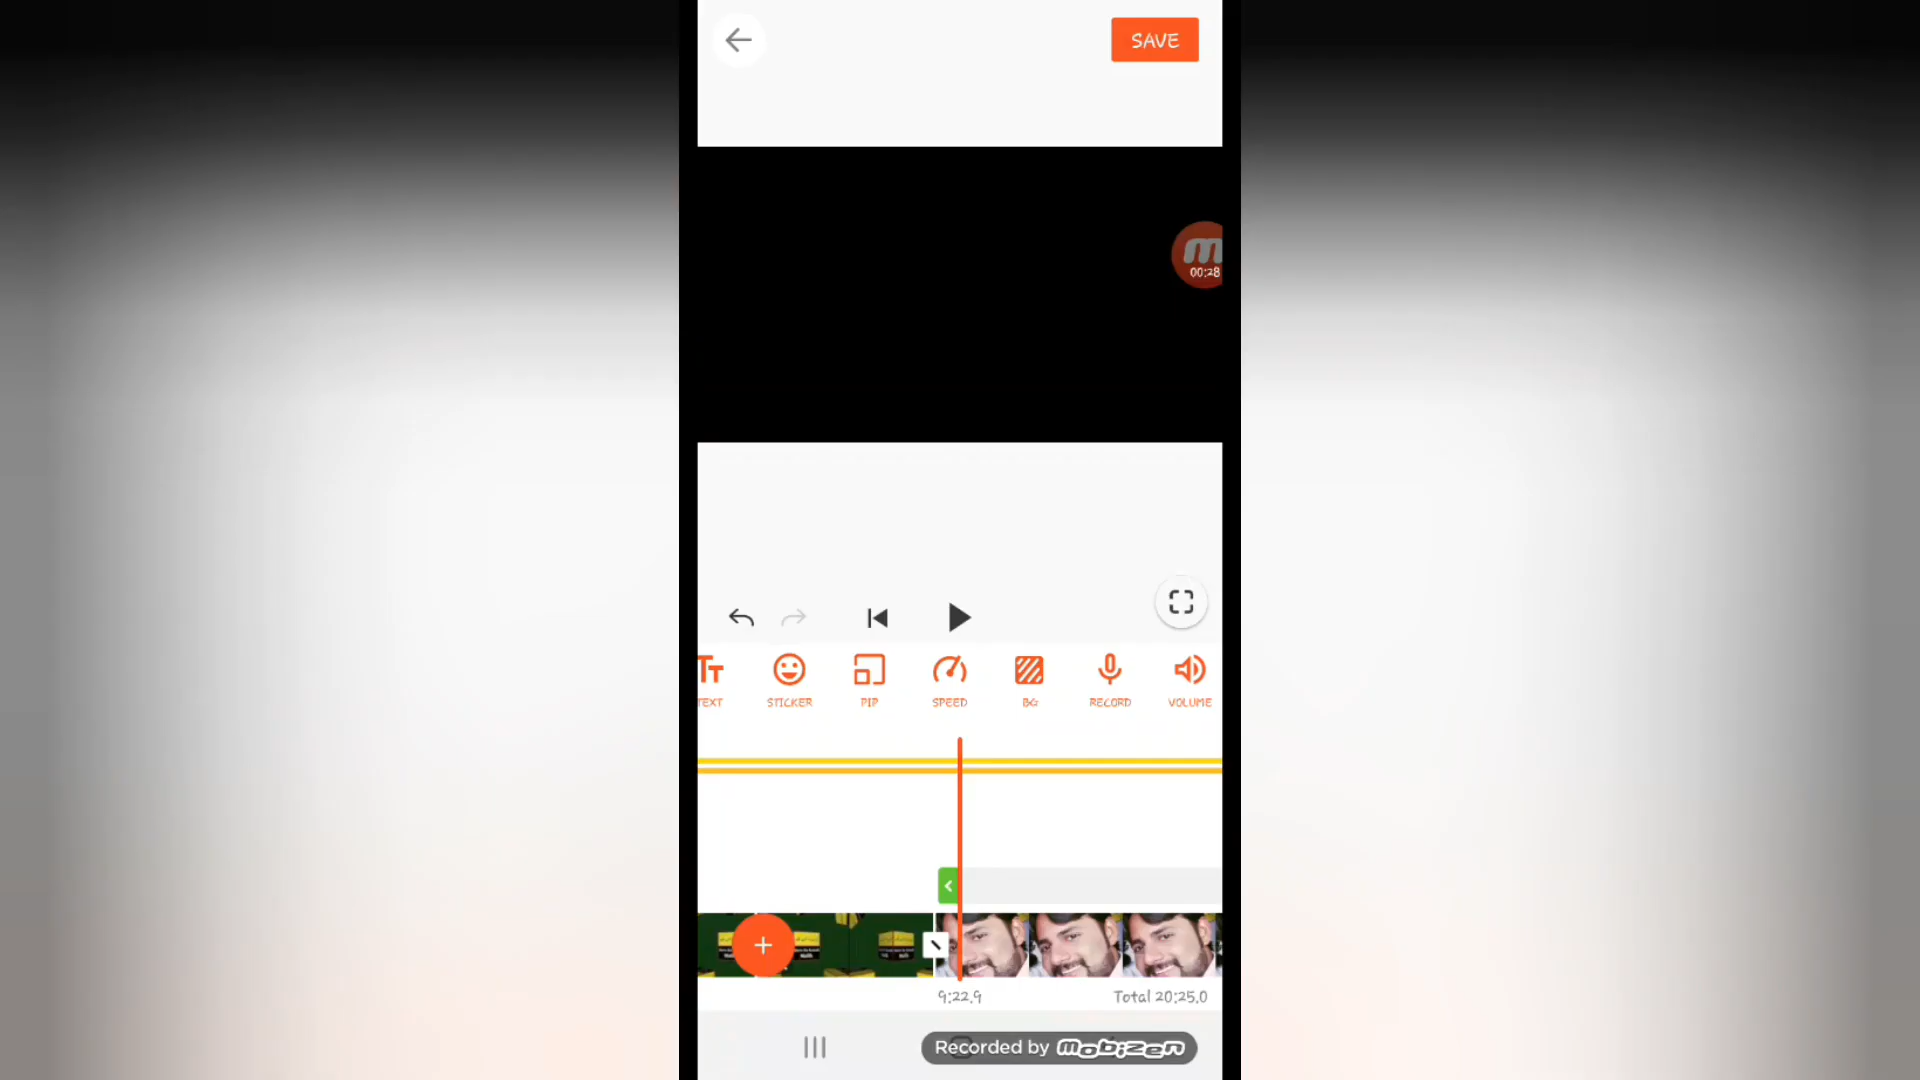 SAVE
00:28
TEXT STICKER PIP SPEED BG RECORD VOLUME
9:22.9 Total 20:25.0
Recorded by mobizen